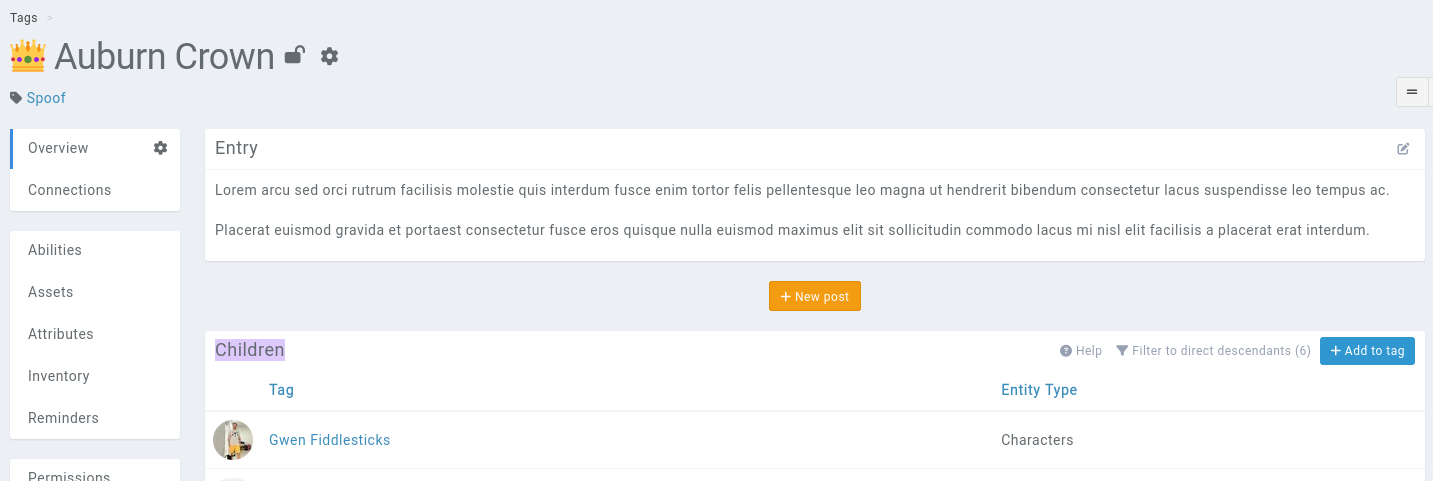 Tags >
Auburn Crown
Spoof
Overview
Connections
Abilities
Assets
Attributes
Inventory
Reminders
Permissions
Entry
Lorem arcu sed orci rutrum facilisis molestie quis interdum fusce enim tortor felis pellentesque leo magna ut hendrerit bibendum consectetur lacus suspendisse leo tempus ac.
Placerat euismod gravida et portaest consectetur fusce eros quisque nulla euismod maximus elit sit sollicitudin commodo lacus mi nisl elit facilisis a placerat erat interdum.
+ New post
Children
? Help Filter to direct descendants (6) + Add to tag
Tag Entity Type
Gwen Fiddlesticks Characters